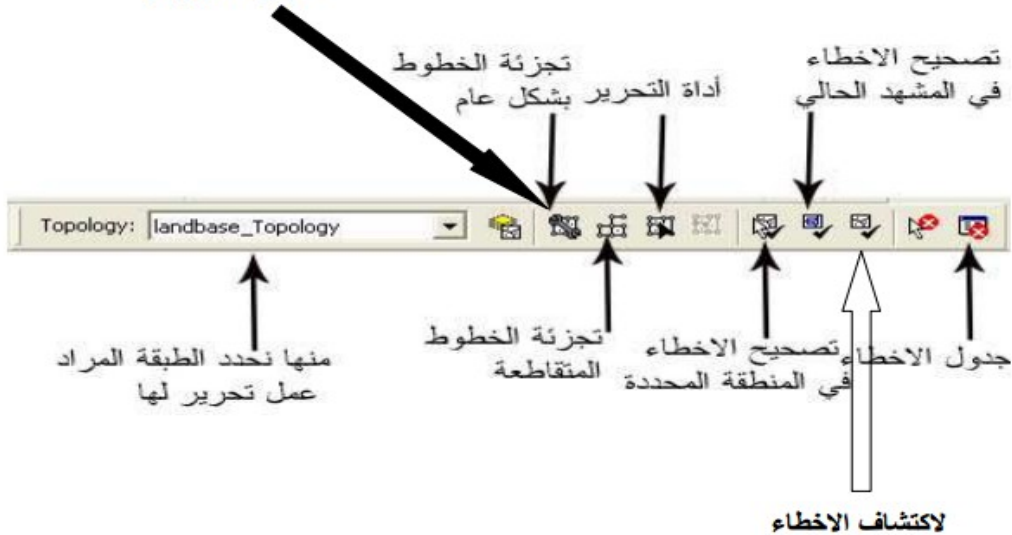 تجزئة الخطوط
بشكل عام
أداة التحرير
تصحيح الاخطاء
في المشهد الحالي
Topology: landbase_Topology
منها نحدد الطبقة المراد
عمل تحرير لها
تجزئة الخطوط
المتقاطعة
تصحيح الاخطاء
في المنطقة المحددة
جدول الاخطاء
لاكتشاف الاخطاء